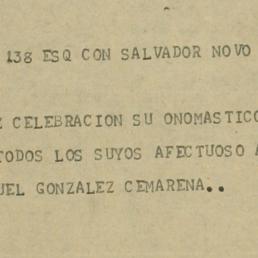 138 ESQ CON SALVADOR NOVO
CELEBRACION SU ONOMASTICO
TODOS LOS SUYOS AFECTUOSO A
UEL GONZALEZ CEMARENA..